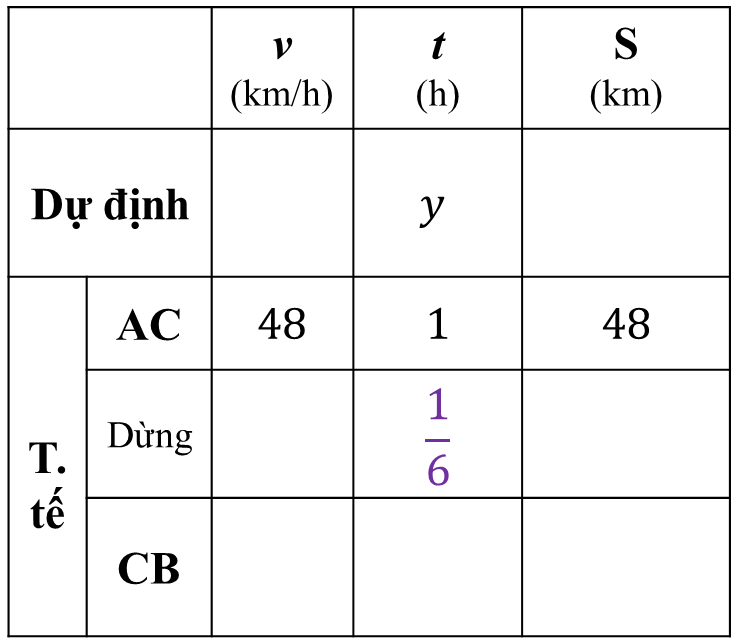 v t S
(km/h) (h) (km)
Dự định y
AC 48 1 48
T. tế
Dừng 1/6
CB